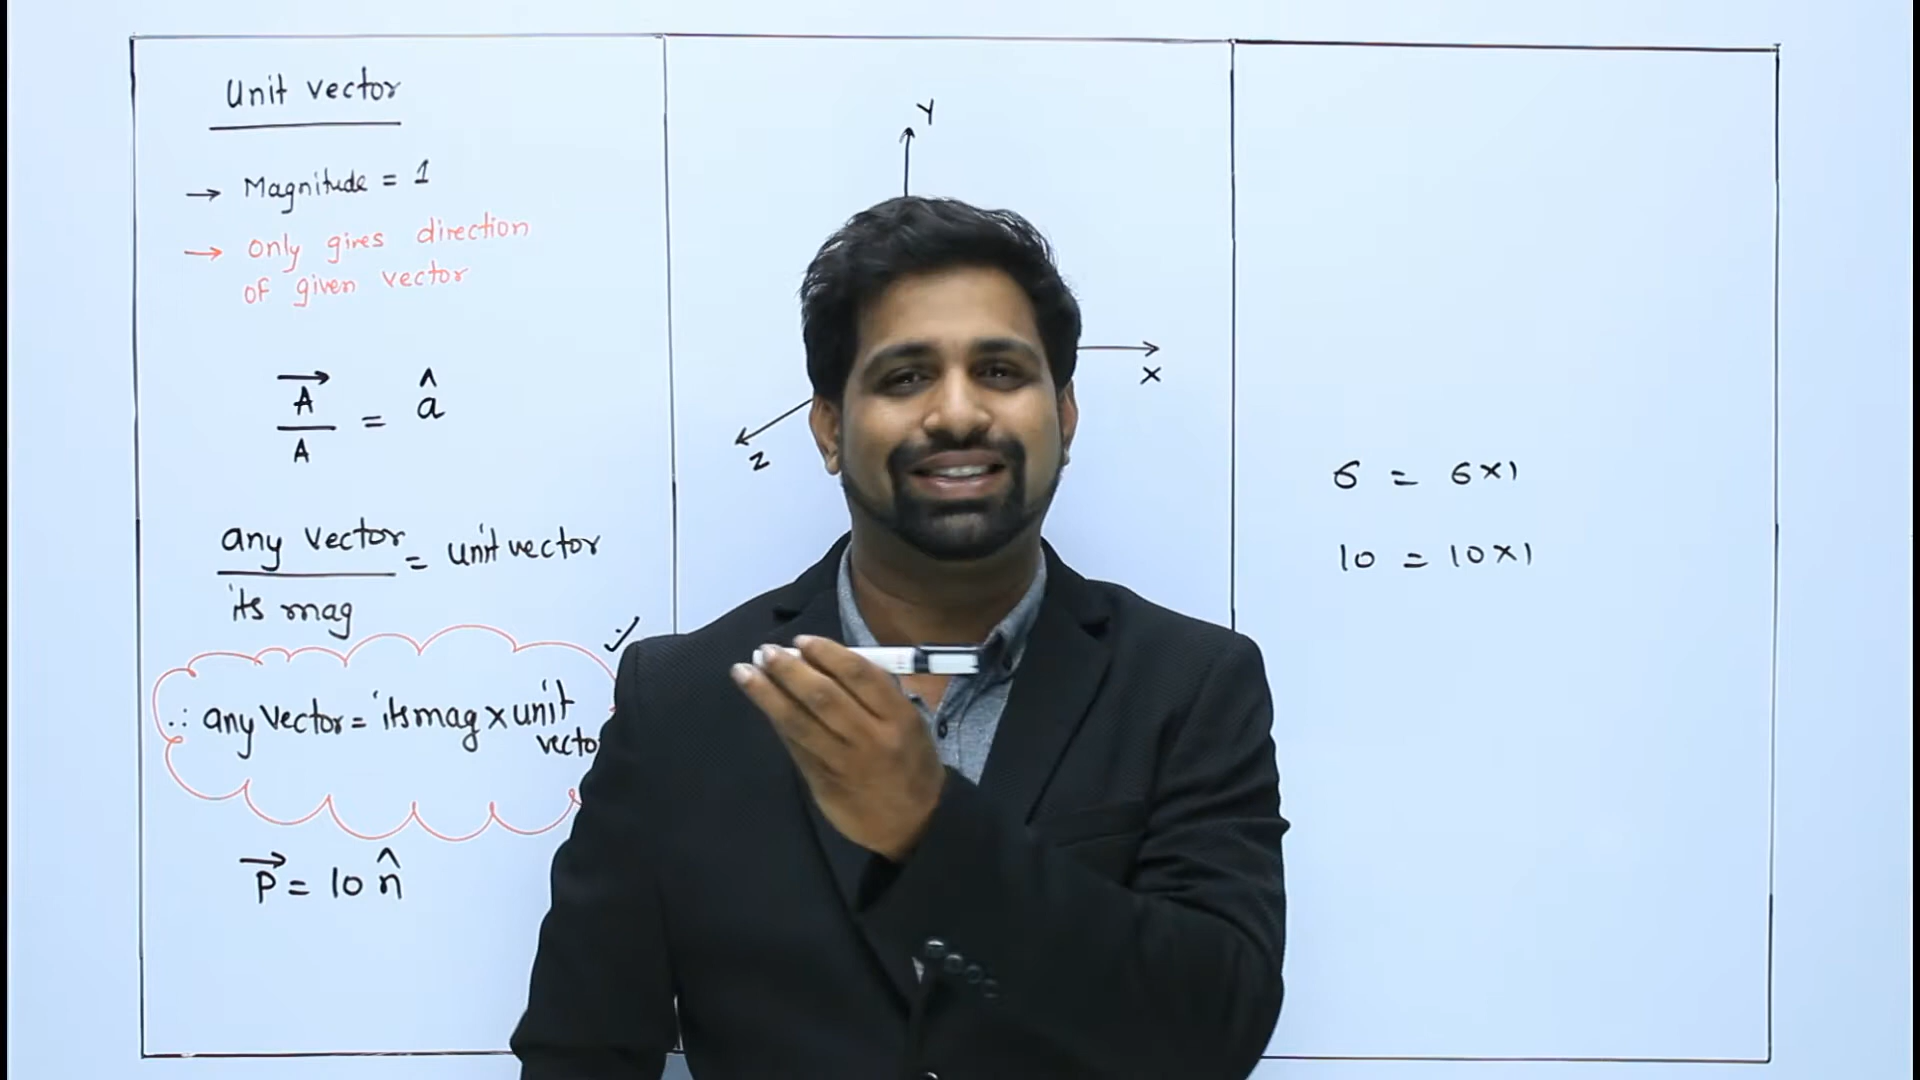 Unit vector
→ Magnitude = 1
→ only gives direction
of given vector
A⃗/A = â
any vector/its mag = unit vector
∴ any vector = its mag x unit
P⃗ = 10 n̂
Y
X
Z
6 = 6×1
10 = 10×1